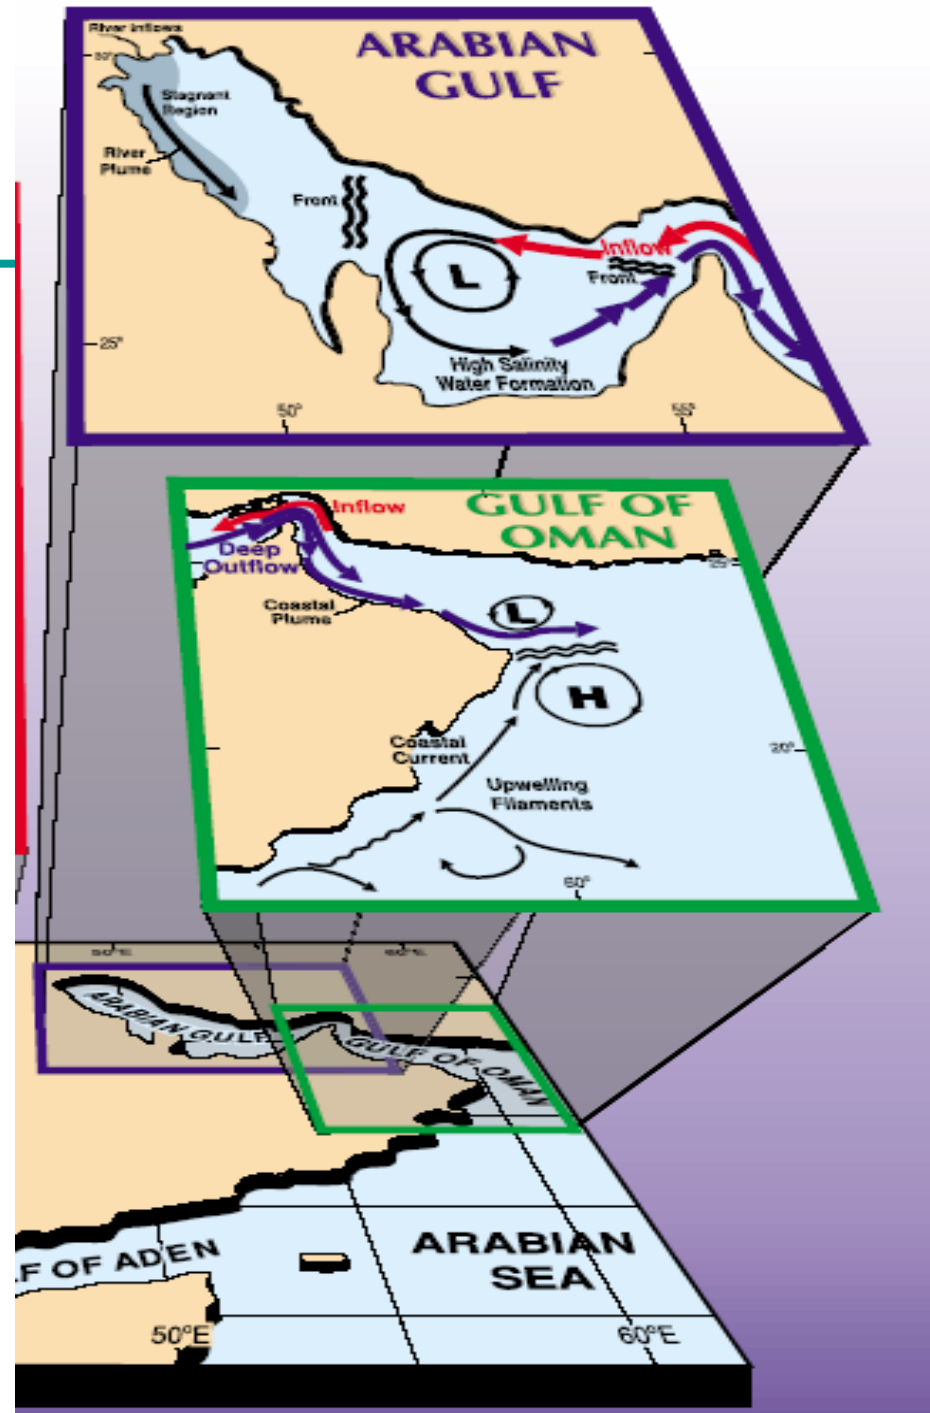 River Inflows
30°
ARABIAN
GULF
Stagnant
Region
River
Plume
Front
Inflow
Front
L
25°
High Salinity
Water Formation
50°
55°
Inflow
GULF OF
OMAN
Deep
Outflow
25°
Coastal
Plume
L
H
Coastal
Current
20°
Upwelling
Filaments
60°
50°E
60°E
ARABIAN GULF
GULF OF OMAN
F OF ADEN
ARABIAN
SEA
50°E
60°E